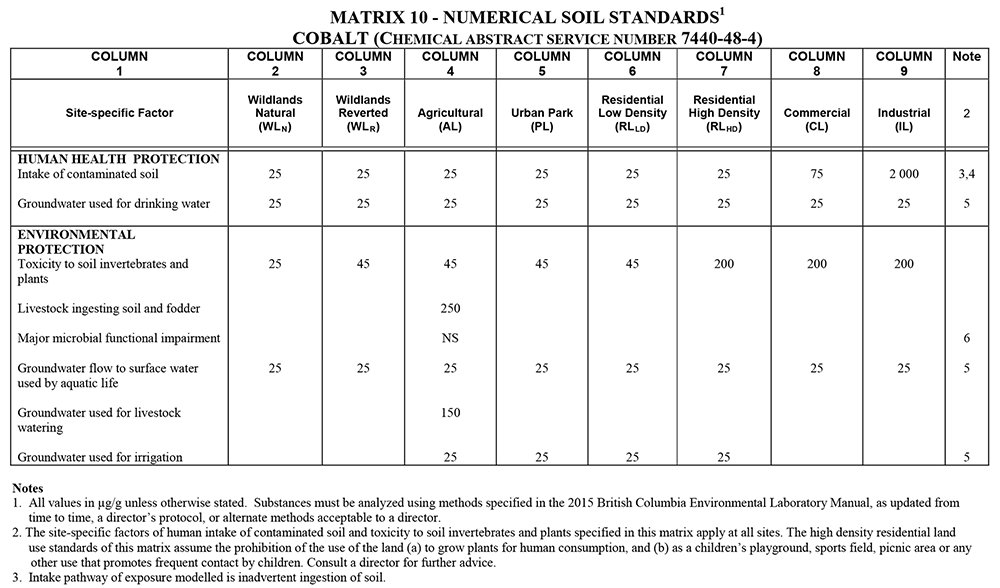 MATRIX 10 - NUMERICAL SOIL STANDARDS1
COBALT (CHEMICAL ABSTRACT SERVICE NUMBER 7440-48-4)
COLUMN 1 COLUMN 2 COLUMN 3 COLUMN 4 COLUMN 5 COLUMN 6 COLUMN 7 COLUMN 8 COLUMN 9 Note
Site-specific Factor Wildlands Natural (WLN) Wildlands Reverted (WLR) Agricultural (AL) Urban Park (PL) Residential Low Density (RLLD) Residential High Density (RLHD) Commercial (CL) Industrial (IL) 2
HUMAN HEALTH PROTECTION
Intake of contaminated soil 25 25 25 25 25 25 75 2 000 3,4
Groundwater used for drinking water 25 25 25 25 25 25 25 25 5
ENVIRONMENTAL
PROTECTION
Toxicity to soil invertebrates and 25 45 45 45 45 200 200 200
plants
Livestock ingesting soil and fodder 250
Major microbial functional impairment NS 6
Groundwater flow to surface water 25 25 25 25 25 25 25 25 5
used by aquatic life
Groundwater used for livestock 150
watering
Groundwater used for irrigation 25 25 25 25 5
Notes
1. All values in µg/g unless otherwise stated. Substances must be analyzed using methods specified in the 2015 British Columbia Environmental Laboratory Manual, as updated from
time to time, a director's protocol, or alternate methods acceptable to a director.
2. The site-specific factors of human intake of contaminated soil and toxicity to soil invertebrates and plants specified in this matrix apply at all sites. The high density residential land
use standards of this matrix assume the prohibition of the use of the land (a) to grow plants for human consumption, and (b) as a children's playground, sports field, picnic area or any
other use that promotes frequent contact by children. Consult a director for further advice.
3. Intake pathway of exposure modelled is inadvertent ingestion of soil.